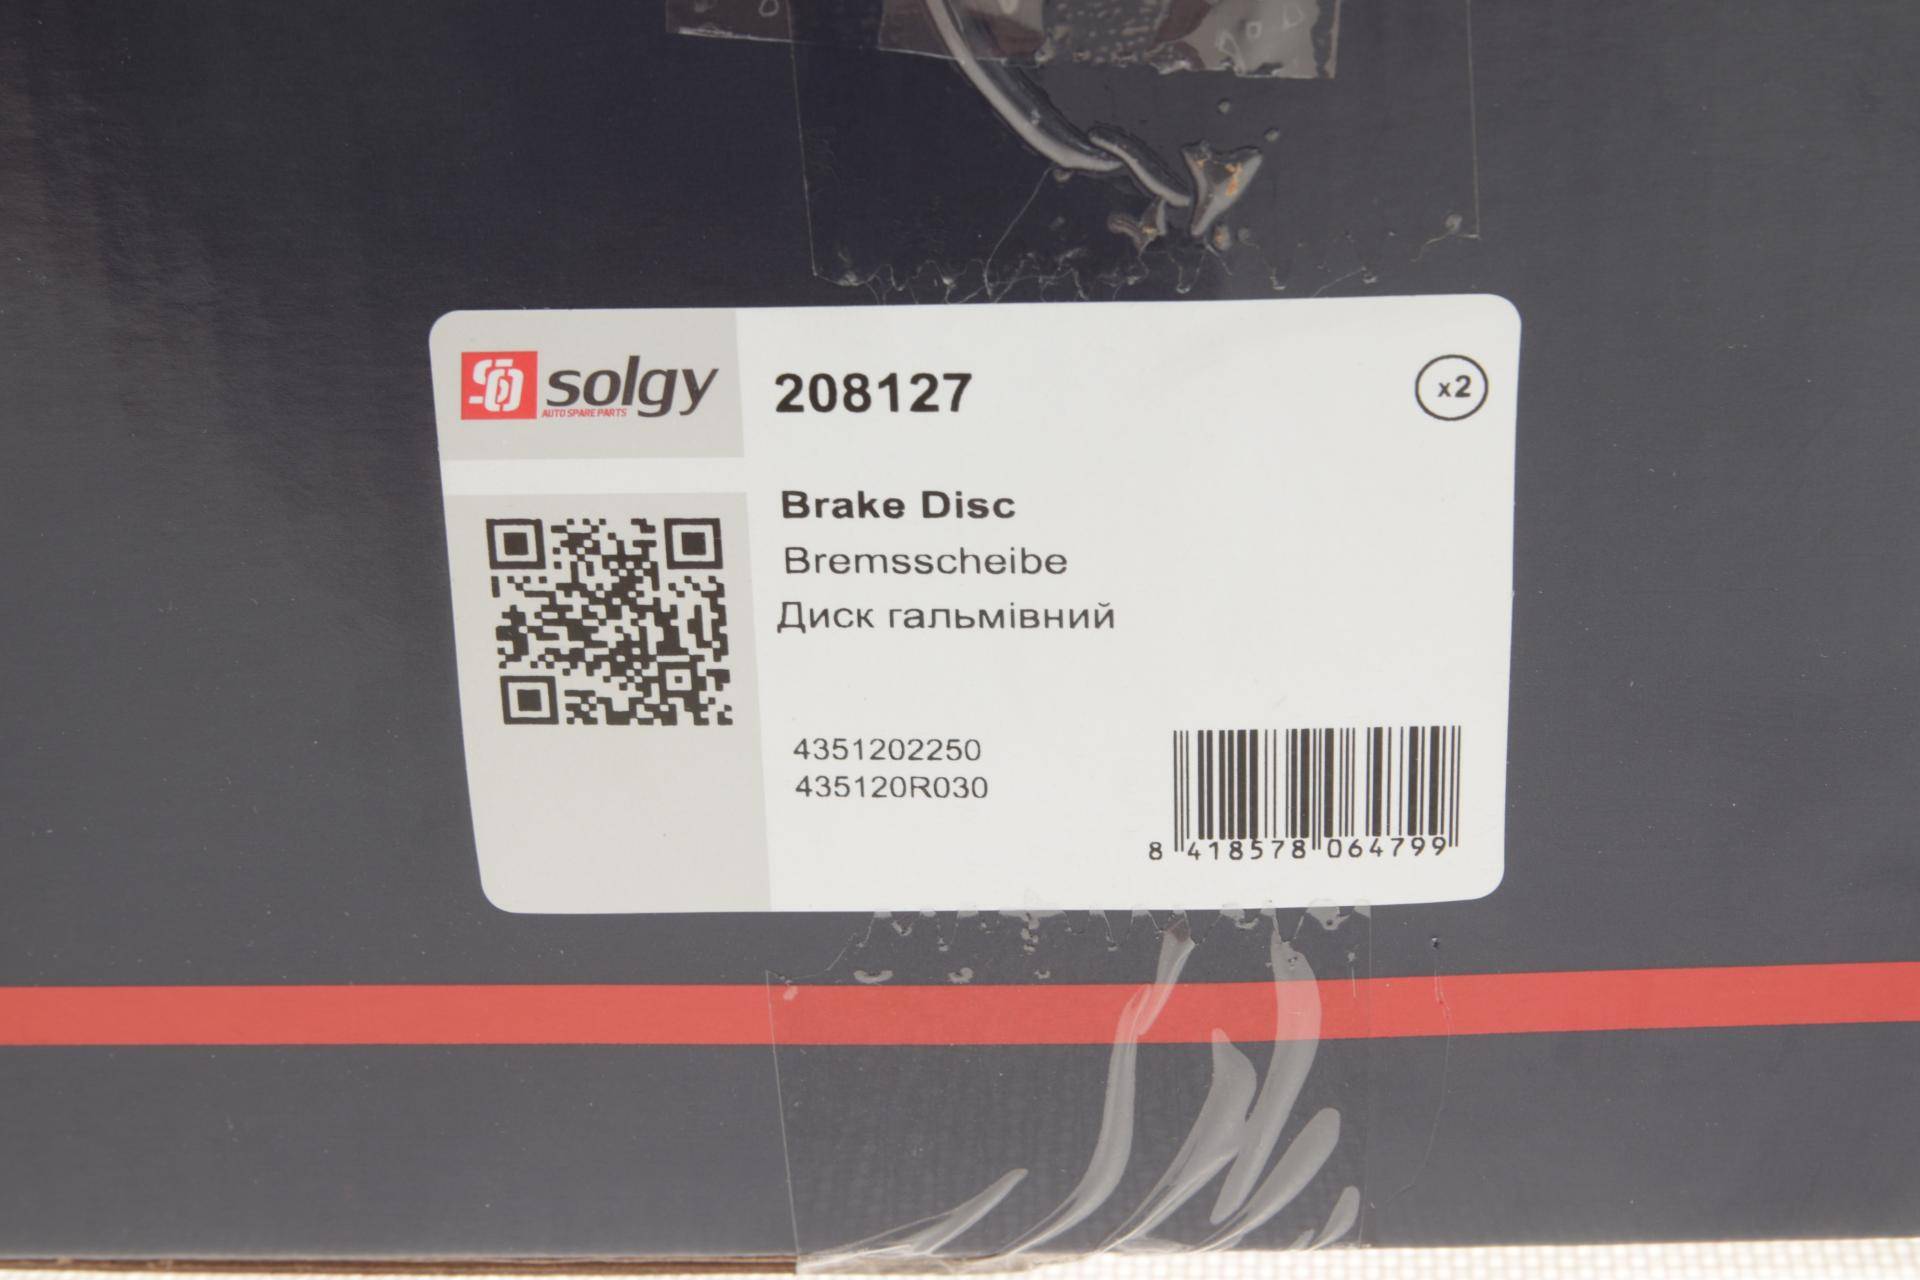 solgy
AUTO SPARE PARTS
208127
x2
Brake Disc
Bremsscheibe
Диск гальмівний
4351202250
435120R030
8 418578 064799